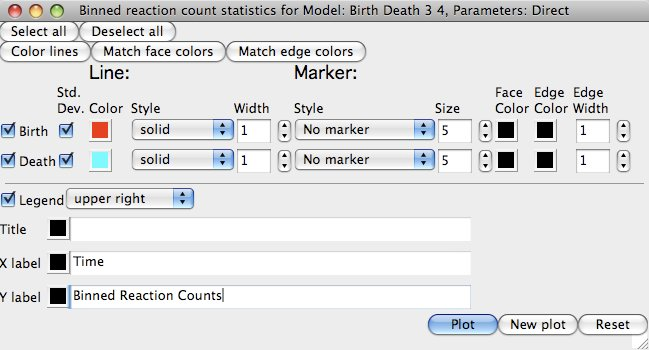 Binned reaction count statistics for Model: Birth Death 3 4, Parameters: Direct
Select all Deselect all
Color lines Match face colors Match edge colors
Line: Marker:
Std. Dev. Color Style Width Style Size Face Color Edge Color Edge Width
Birth solid 1 No marker 5 1
Death solid 1 No marker 5 1
Legend upper right
Title
X label Time
Y label Binned Reaction Counts
Plot New plot Reset